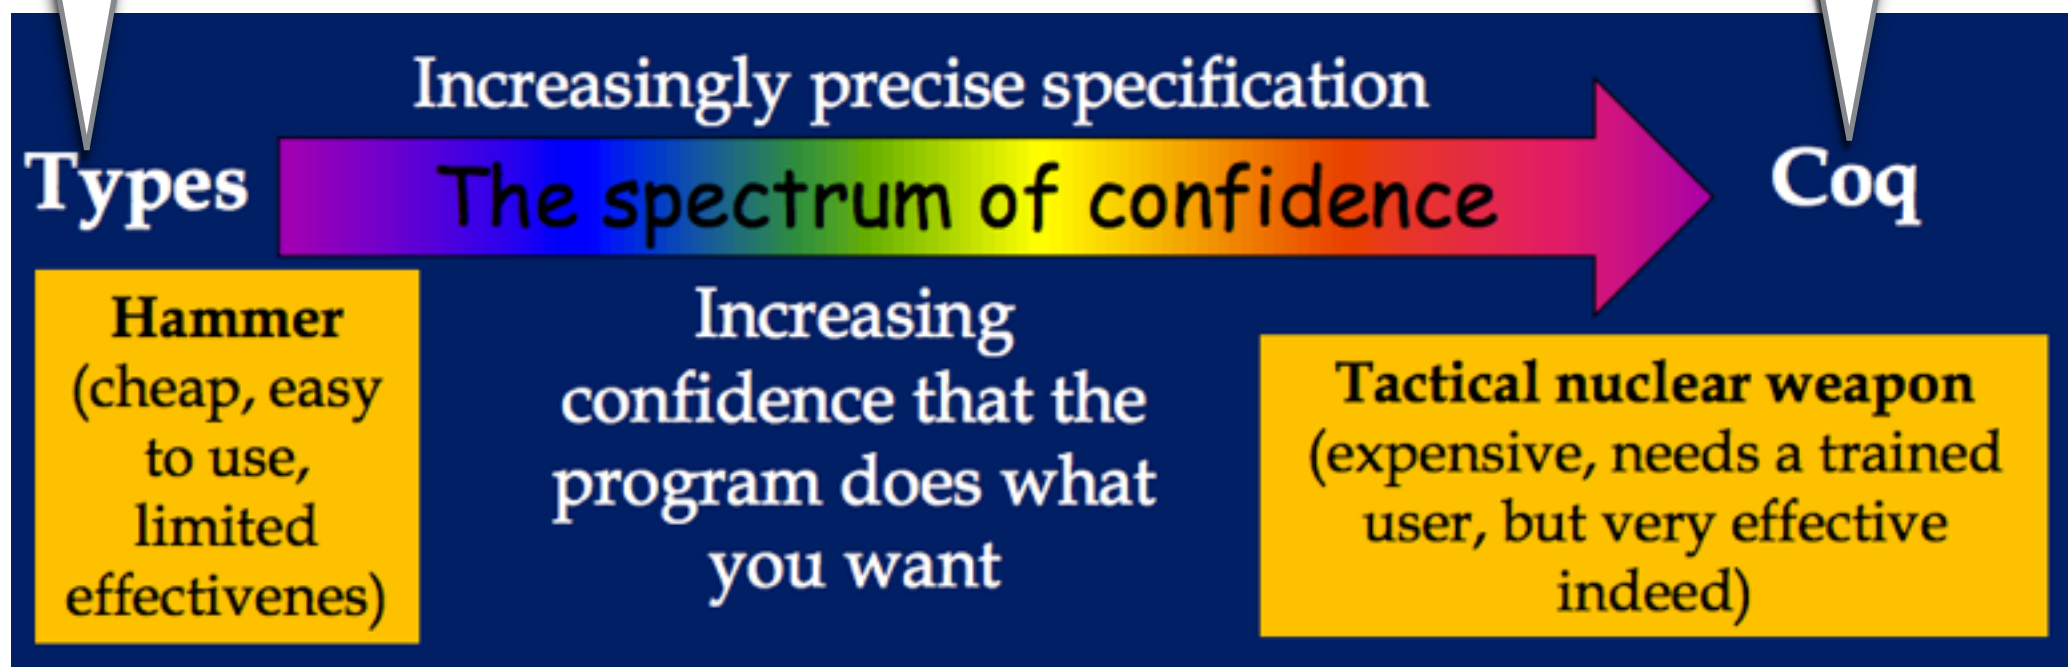 Increasingly precise specification
Types
The spectrum of confidence
Coq
Hammer
(cheap, easy
to use,
limited
effectivenes)
Increasing
confidence that the
program does what
you want
Tactical nuclear weapon
(expensive, needs a trained
user, but very effective
indeed)